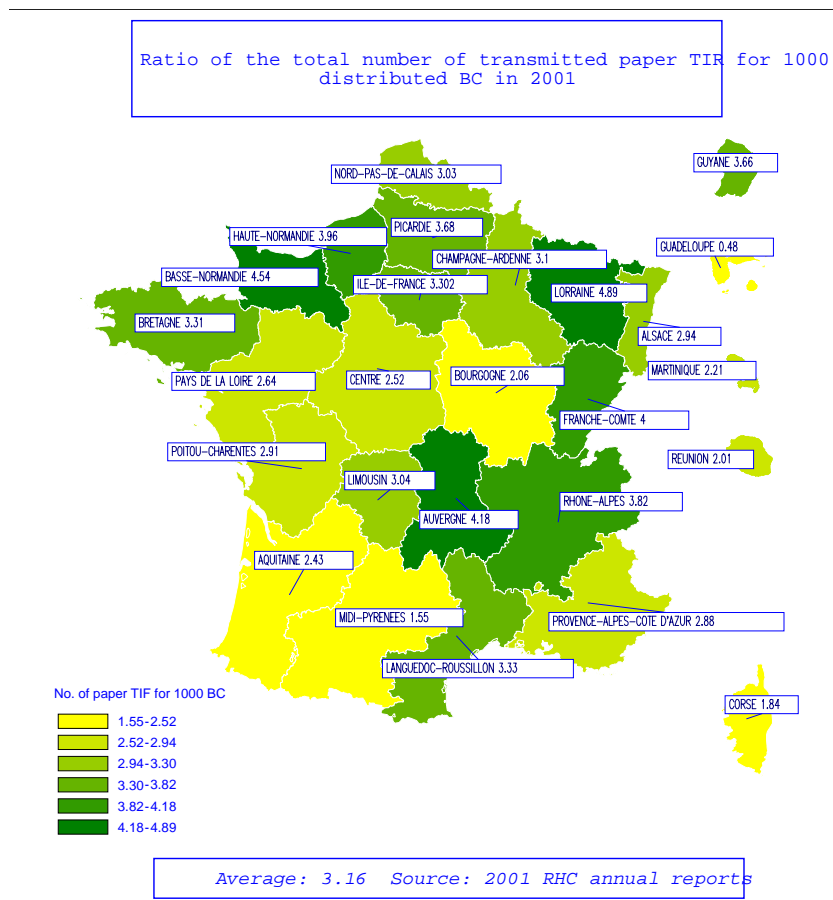 Ratio of the total number of transmitted paper TIR for 1000
distributed BC in 2001
NORD-PAS-DE-CALAIS 3.03
GUYANE 3.66
PICARDIE 3.68
HAUTE-NORMANDIE 3.96
GUADELOUPE 0.48
CHAMPAGNE-ARDENNE 3.1
BASSE-NORMANDIE 4.54
ILE-DE-FRANCE 3.302
LORRAINE 4.89
BRETAGNE 3.31
ALSACE 2.94
MARTINIQUE 2.21
PAYS DE LA LOIRE 2.64
CENTRE 2.52
BOURGOGNE 2.06
FRANCHE-COMTE 4
POITOU-CHARENTES 2.91
REUNION 2.01
LIMOUSIN 3.04
RHONE-ALPES 3.82
AUVERGNE 4.18
AQUITAINE 2.43
MIDI-PYRENEES 1.55
PROVENCE-ALPES-COTE D'AZUR 2.88
LANGUEDOC-ROUSSILLON 3.33
CORSE 1.84
No. of paper TIF for 1000 BC
1.55-2.52
2.52-2.94
2.94-3.30
3.30-3.82
3.82-4.18
4.18-4.89
Average: 3.16 Source: 2001 RHC annual reports